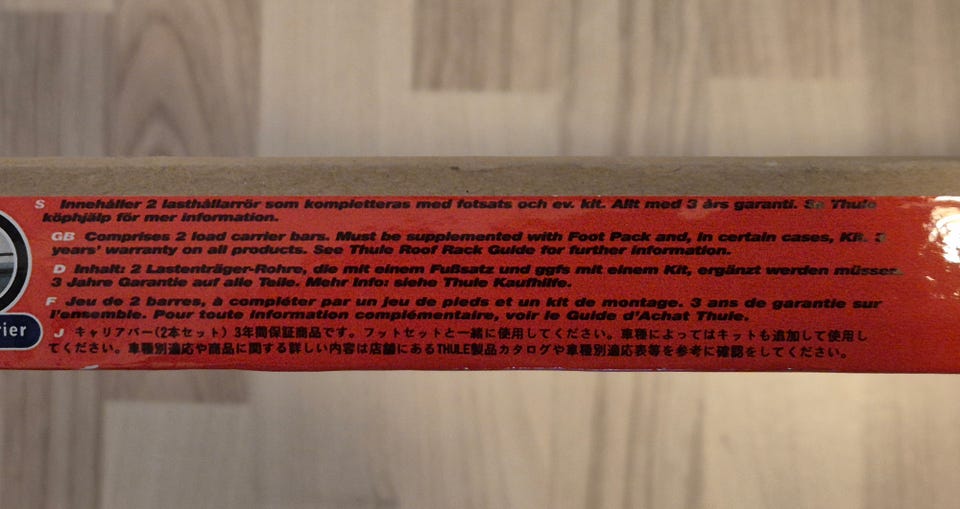 S Innehåller 2 lasthållarrör som kompletteras med fotsats och ev. kit. Allt med 3 års garanti. Se Thule
köphjälp för mer information.
GB Comprises 2 load carrier bars. Must be supplemented with Foot Pack and, in certain cases, Kit. 3
years' warranty on all products. See Thule Roof Rack Guide for further information.
D Inhalt: 2 Lastenträger-Rohre, die mit einem Fußsatz und ggfs mit einem Kit, ergänzt werden müssen.
3 Jahre Garantie auf alle Teile. Mehr Info: siehe Thule Kaufhilfe.
F Jeu de 2 barres, à compléter par un jeu de pieds et un kit de montage. 3 ans de garantie sur
l'ensemble. Pour toute information complémentaire, voir le Guide d'Achat Thule.
rier
J キャリアバー(2本セット) 3年間保証商品です。フットセットと一緒に使用してください。車種によってはキットも追加して使用し
てください。車種別適応や商品に関する詳しい内容は店舗にあるTHULE製品カタログや車種別適応表等を参考に確認をしてください。